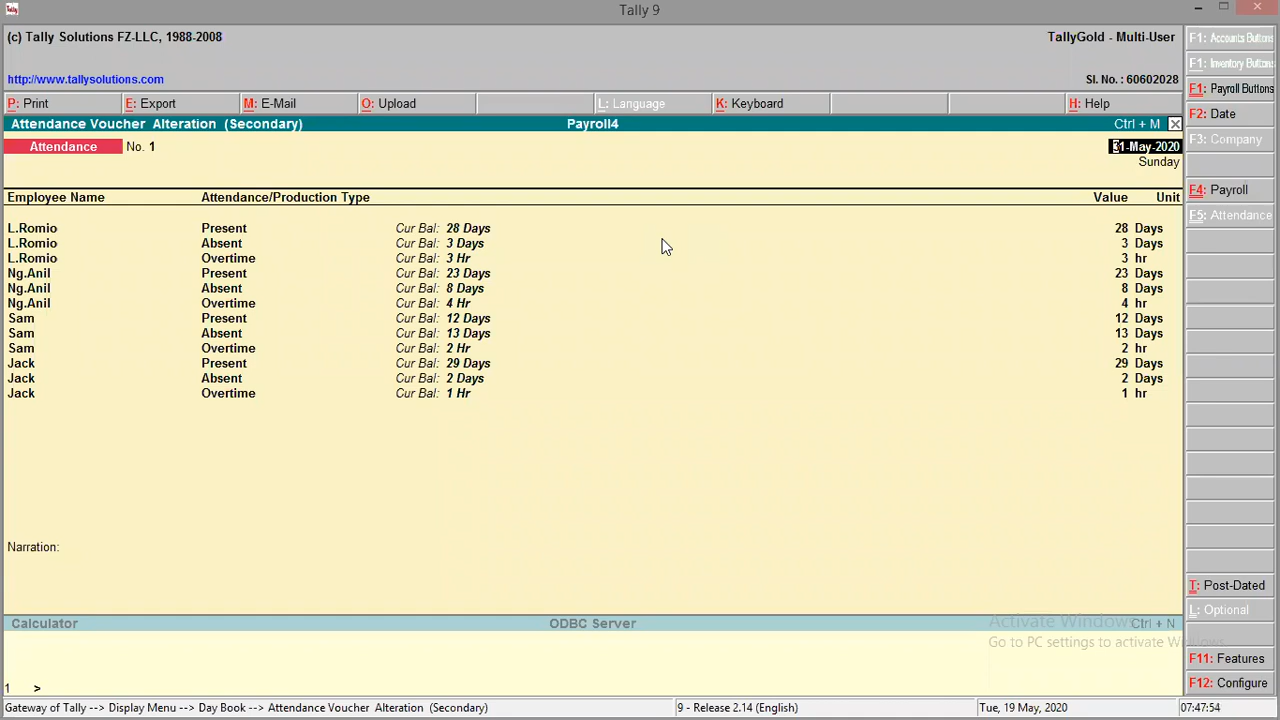 Tally Tally 9
(c) Tally Solutions FZ-LLC, 1988-2008 TallyGold - Multi-User
http://www.tallysolutions.com Sl. No. : 60602028
P: Print E: Export M: E-Mail O: Upload L: Language K: Keyboard H: Help
Attendance Voucher Alteration (Secondary) Payroll4 Ctrl + M
Attendance No. 1 31-May-2020
Sunday
Employee Name Attendance/Production Type Value Unit
L.Romio Present Cur Bal: 28 Days 28 Days
L.Romio Absent Cur Bal: 3 Days 3 Days
L.Romio Overtime Cur Bal: 3 Hr 3 hr
Ng.Anil Present Cur Bal: 23 Days 23 Days
Ng.Anil Absent Cur Bal: 8 Days 8 Days
Ng.Anil Overtime Cur Bal: 4 Hr 4 hr
Sam Present Cur Bal: 12 Days 12 Days
Sam Absent Cur Bal: 13 Days 13 Days
Sam Overtime Cur Bal: 2 Hr 2 hr
Jack Present Cur Bal: 29 Days 29 Days
Jack Absent Cur Bal: 2 Days 2 Days
Jack Overtime Cur Bal: 1 Hr 1 hr
Narration:
Calculator ODBC Server Ctrl + N
1 >
Activate Windows
Go to PC settings to activate Windows.
Gateway of Tally --> Display Menu --> Day Book --> Attendance Voucher Alteration (Secondary) 9 - Release 2.14 (English) Tue, 19 May, 2020 07:47:54
F1: Accounts Buttons
F1: Inventory Buttons
F1: Payroll Buttons
F2: Date
F3: Company
F4: Payroll
F5: Attendance
T: Post-Dated
L: Optional
F11: Features
F12: Configure